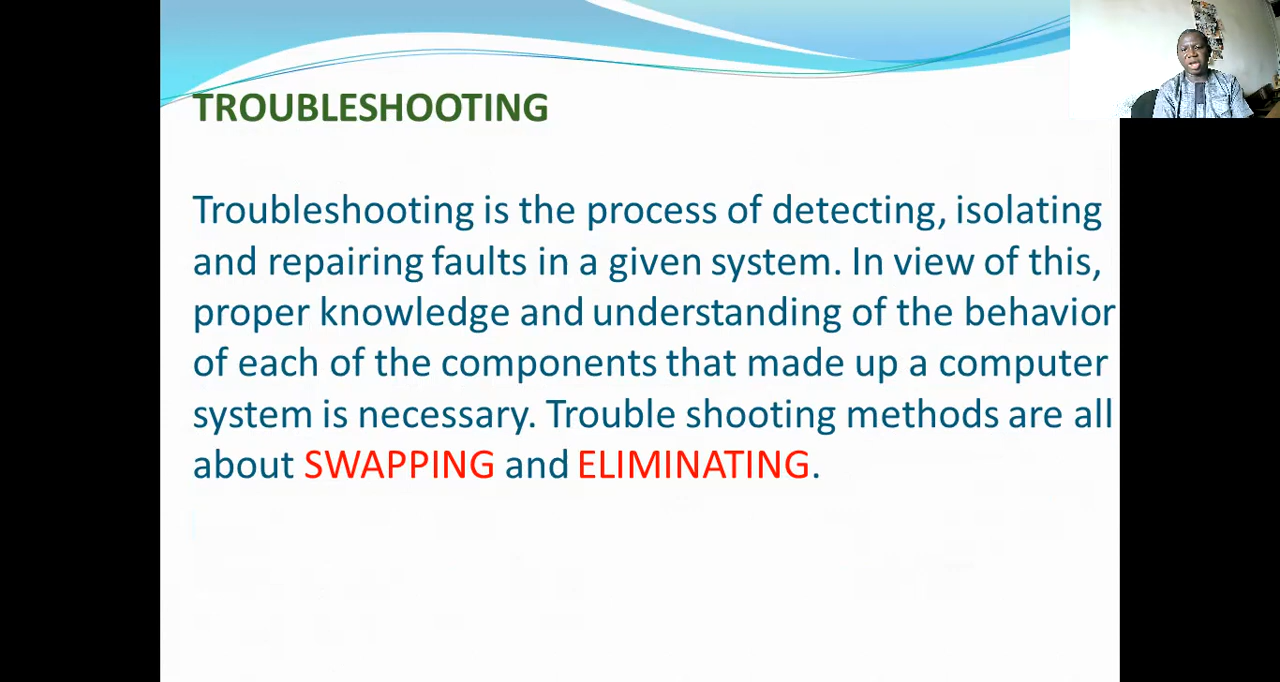 TROUBLESHOOTING
Troubleshooting is the process of detecting, isolating
and repairing faults in a given system. In view of this,
proper knowledge and understanding of the behavior
of each of the components that made up a computer
system is necessary. Trouble shooting methods are all
about SWAPPING and ELIMINATING.